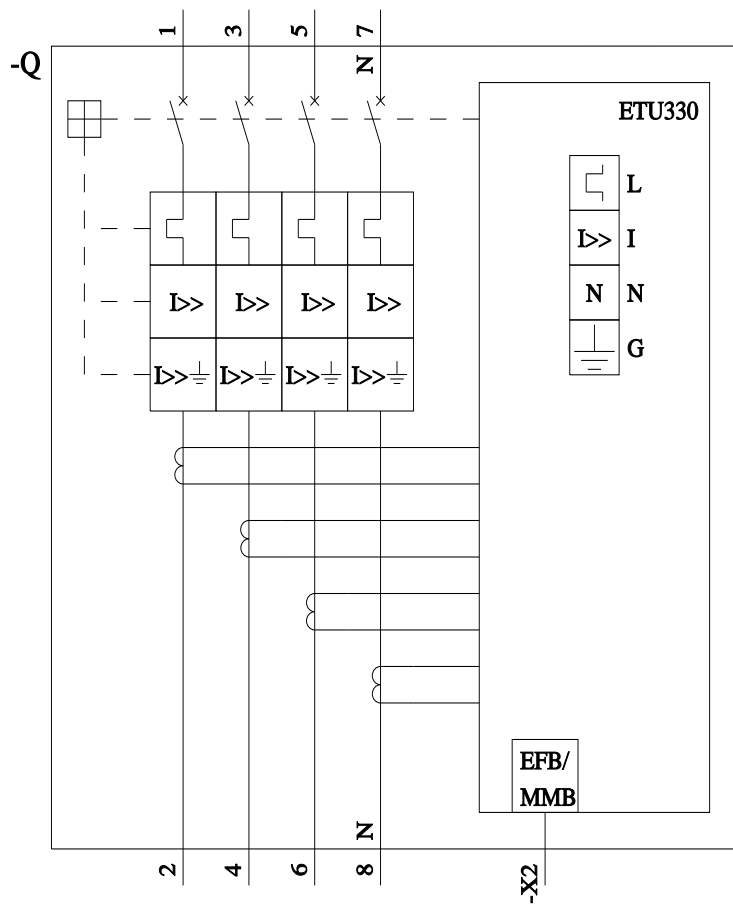 1 3 5 7
-Q
N
ETU330
L
I>> I
N N
G
I>> I>> I>> I>>
I>> I>> I>> I>>
EFB/
MMB
N
2 4 6 8
-X2